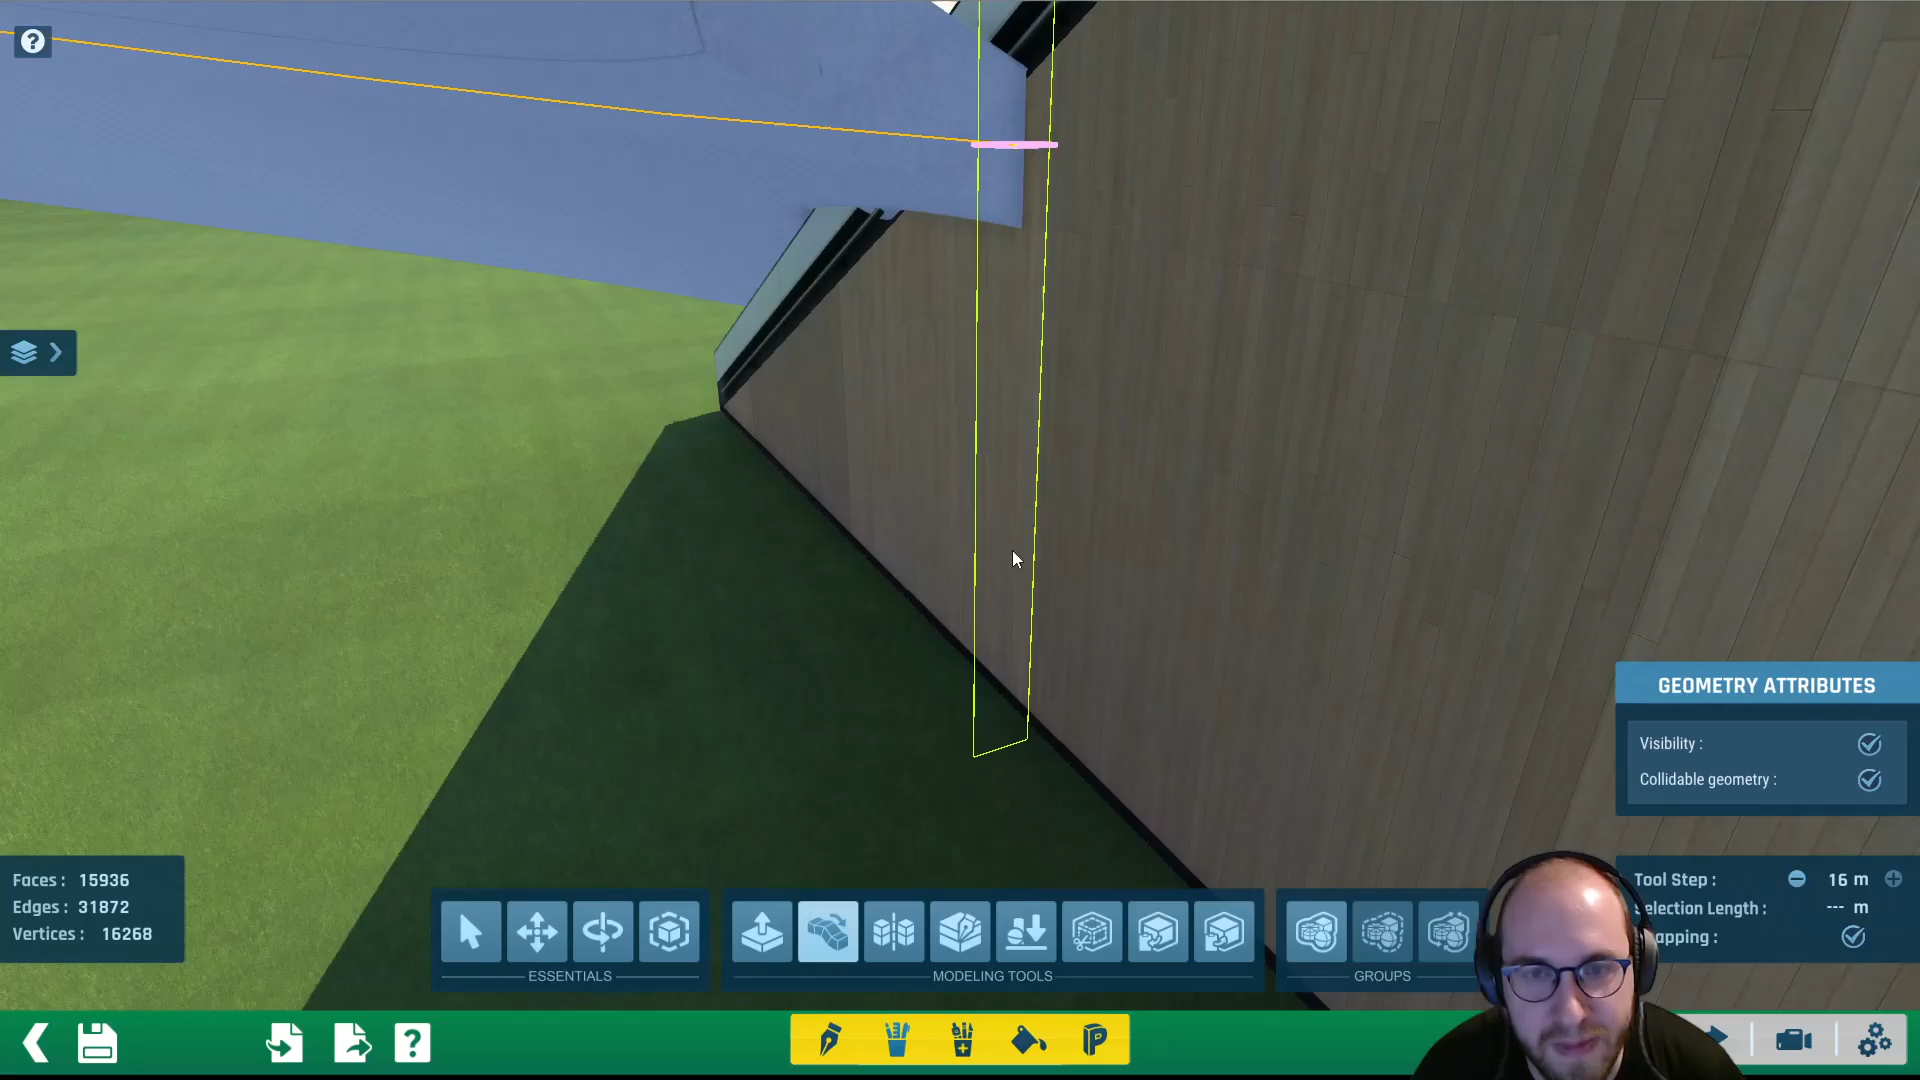 ?
GEOMETRY ATTRIBUTES
Visibility :
Collidable geometry :
Faces : 15936
Edges : 31872
Vertices : 16268
Tool Step : 16 m
Selection Length : --- m
apping :
ESSENTIALS
MODELING TOOLS
GROUPS
?
P